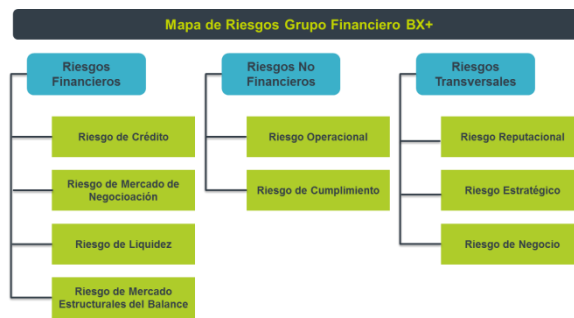 Mapa de Riesgos Grupo Financiero BX+
Riesgos
Financieros
Riesgo de Crédito
Riesgo de Mercado de
Negocioación
Riesgo de Liquidez
Riesgo de Mercado
Estructurales del Balance
Riesgos No
Financieros
Riesgo Operacional
Riesgo de Cumplimiento
Riesgos
Transversales
Riesgo Reputacional
Riesgo Estratégico
Riesgo de Negocio